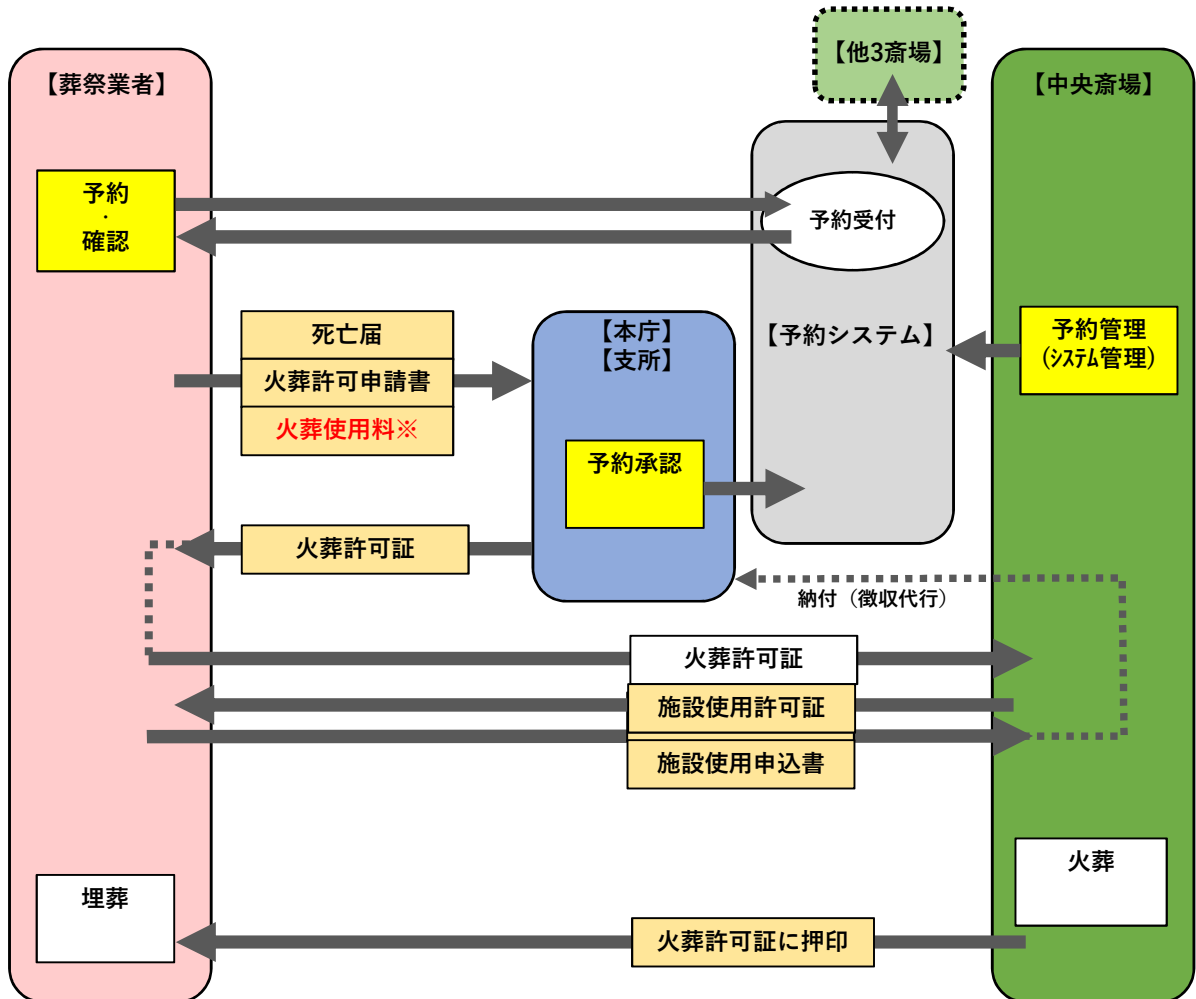 【他3斎場】
【葬祭業者】
【中央斎場】
予約
・
確認
予約受付
死亡届
火葬許可申請書
火葬使用料※
【本庁】
【支所】
【予約システム】
予約管理
(ｼｽﾃﾑ管理)
予約承認
火葬許可証
納付（徴収代行）
火葬許可証
施設使用許可証
施設使用申込書
火葬
埋葬
火葬許可証に押印